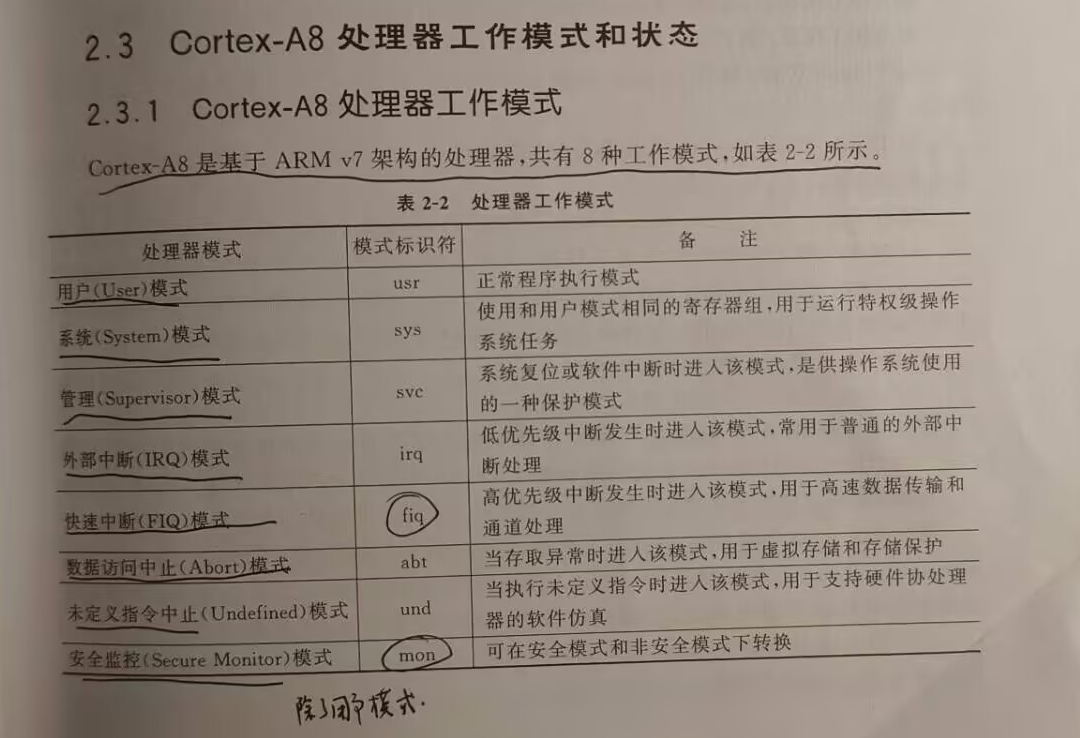 2.3 Cortex-A8 处理器工作模式和状态
2.3.1 Cortex-A8 处理器工作模式
Cortex-A8 是基于 ARM v7 架构的处理器,共有 8 种工作模式,如表 2-2 所示。
表 2-2 处理器工作模式
处理器模式 模式标识符 备 注
用户(User)模式 usr 正常程序执行模式
系统(System)模式 sys 使用和用户模式相同的寄存器组,用于运行特权级操作
系统任务
管理(Supervisor)模式 svc 系统复位或软件中断时进入该模式,是供操作系统使用
的一种保护模式
外部中断(IRQ)模式 irq 低优先级中断发生时进入该模式,常用于普通的外部中
断处理
快速中断(FIQ)模式 fiq 高优先级中断发生时进入该模式,用于高速数据传输和
通道处理
数据访问中止(Abort)模式 abt 当存取异常时进入该模式,用于虚拟存储和存储保护
未定义指令中止(Undefined)模式 und 当执行未定义指令时进入该模式,用于支持硬件协处理
器的软件仿真
安全监控(Secure Monitor)模式 mon 可在安全模式和非安全模式下转换
除了用户模式.